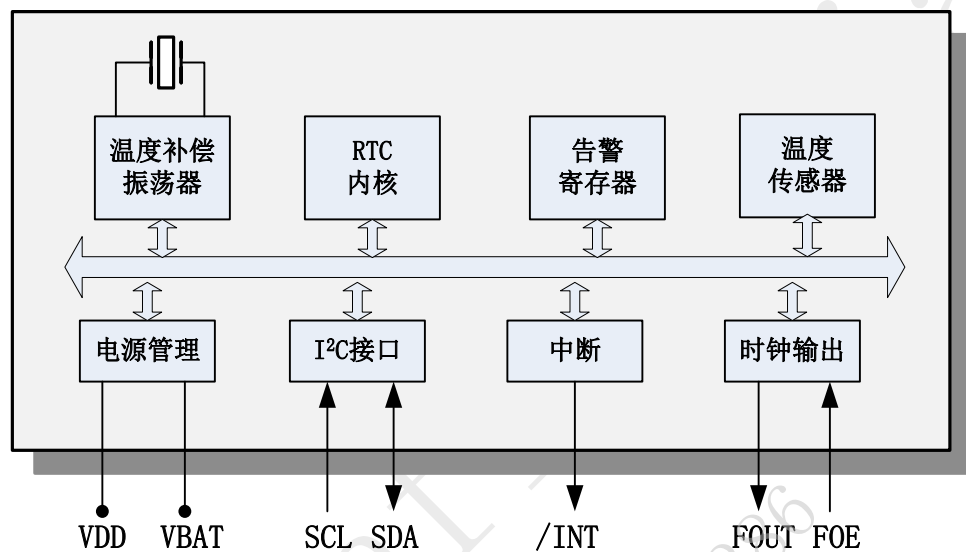 温度补偿
振荡器
RTC
内核
告警
寄存器
温度
传感器
电源管理
I²C接口
中断
时钟输出
VDD
VBAT
SCL
SDA
/INT
FOUT
FOE